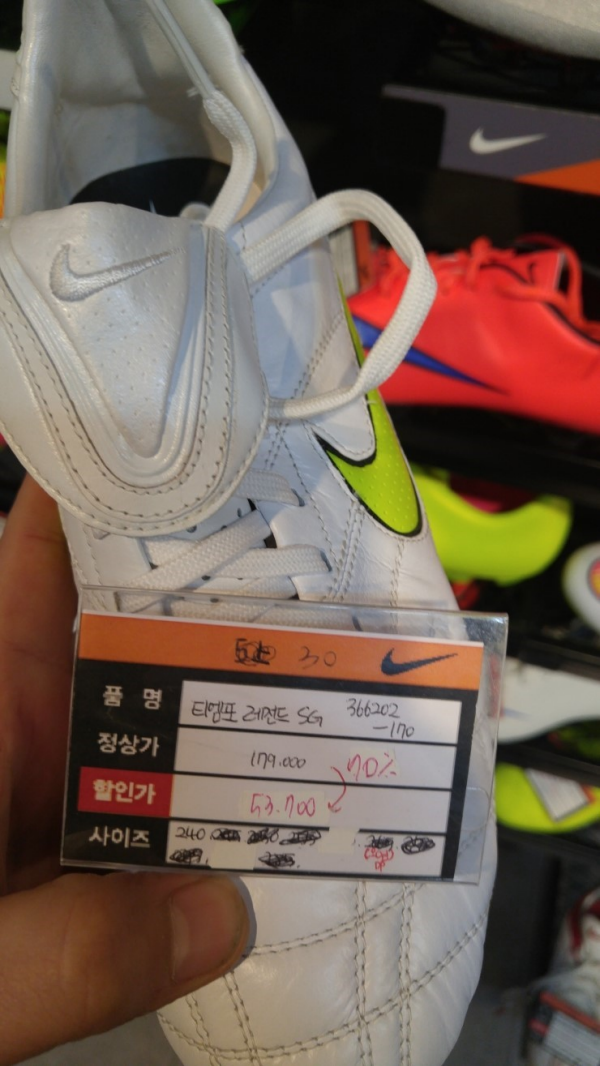 30
품 명 티엠포 레전드 SG 366202
-170
정상가 179.000 70%
할인가 53.700
사이즈 240